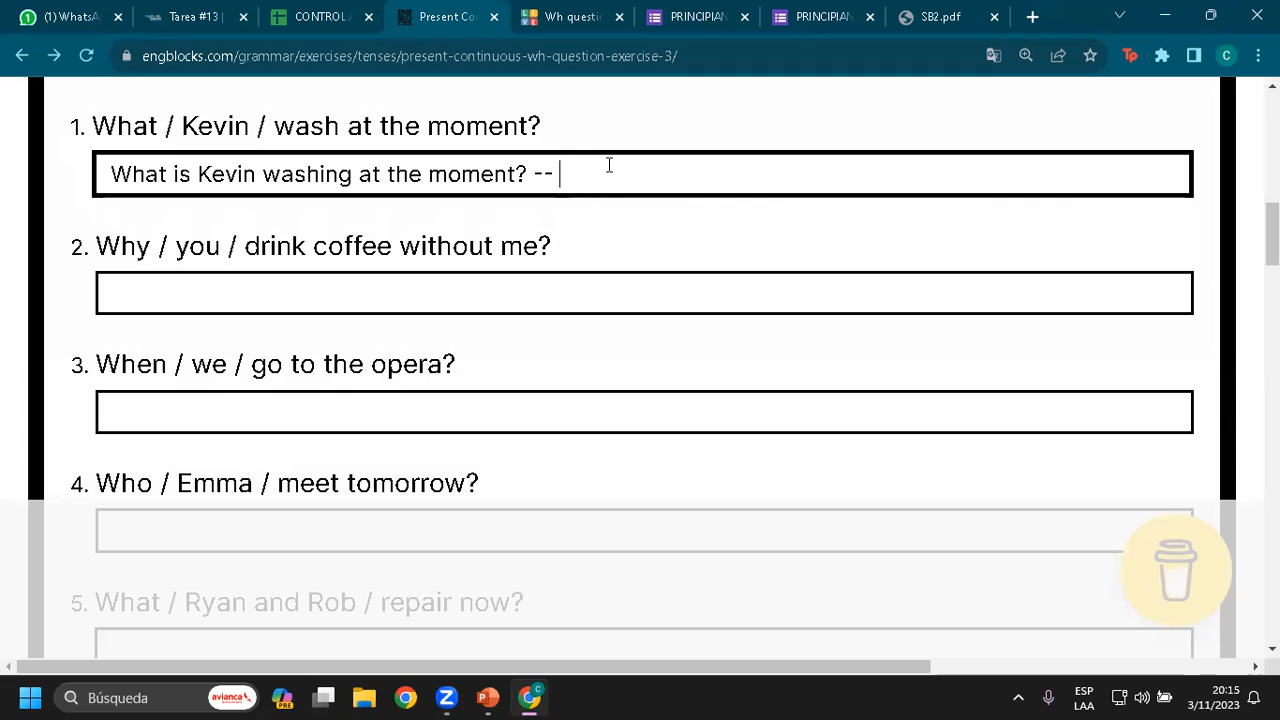 (1) WhatsA
Tarea #13 |
CONTROL A
Present Co
Wh questi
PRINCIPIAN
PRINCIPIAN
SB2.pdf
engblocks.com/grammar/exercises/tenses/present-continuous-wh-question-exercise-3/
C
1. What / Kevin / wash at the moment?
What is Kevin washing at the moment? --
2. Why / you / drink coffee without me?
3. When / we / go to the opera?
4. Who / Emma / meet tomorrow?
5. What / Ryan and Rob / repair now?
Búsqueda
avianca
PRE
C
ESP
LAA
20:15
3/11/2023